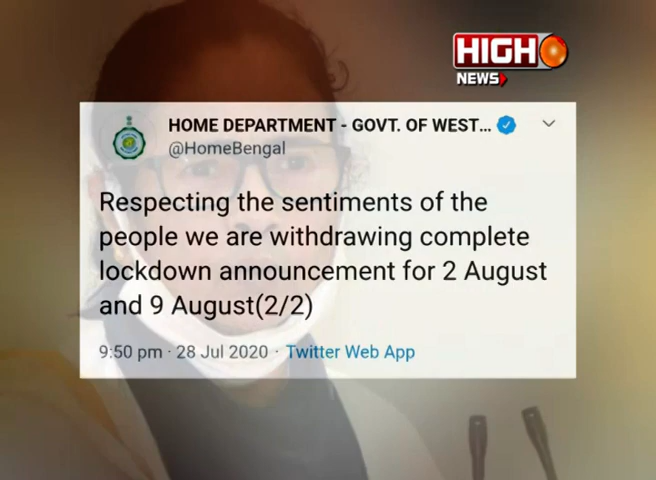 HIGH
NEWS
HOME DEPARTMENT - GOVT. OF WEST...
@HomeBengal
Respecting the sentiments of the
people we are withdrawing complete
lockdown announcement for 2 August
and 9 August(2/2)
9:50 pm · 28 Jul 2020 · Twitter Web App